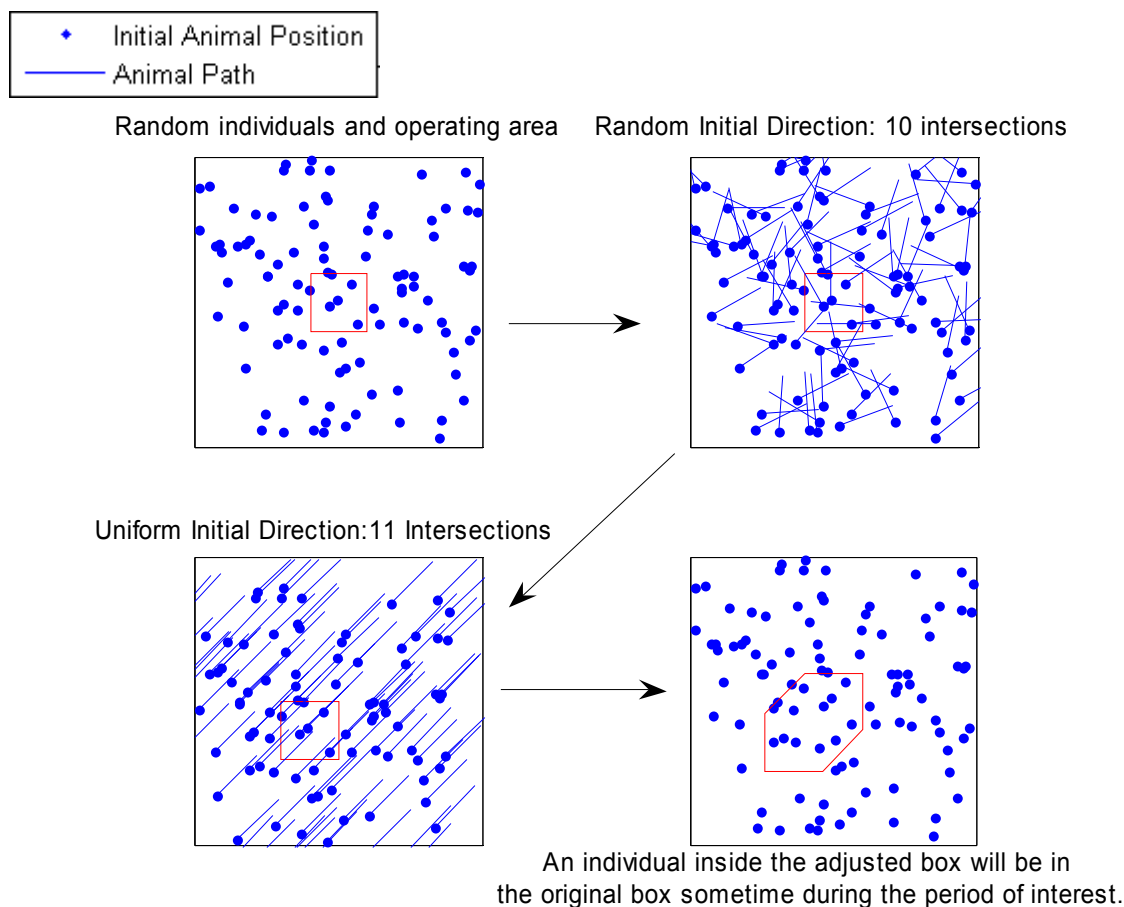 Initial Animal Position
Animal Path
Random individuals and operating area
Random Initial Direction: 10 intersections
Uniform Initial Direction:11 Intersections
An individual inside the adjusted box will be in
the original box sometime during the period of interest.